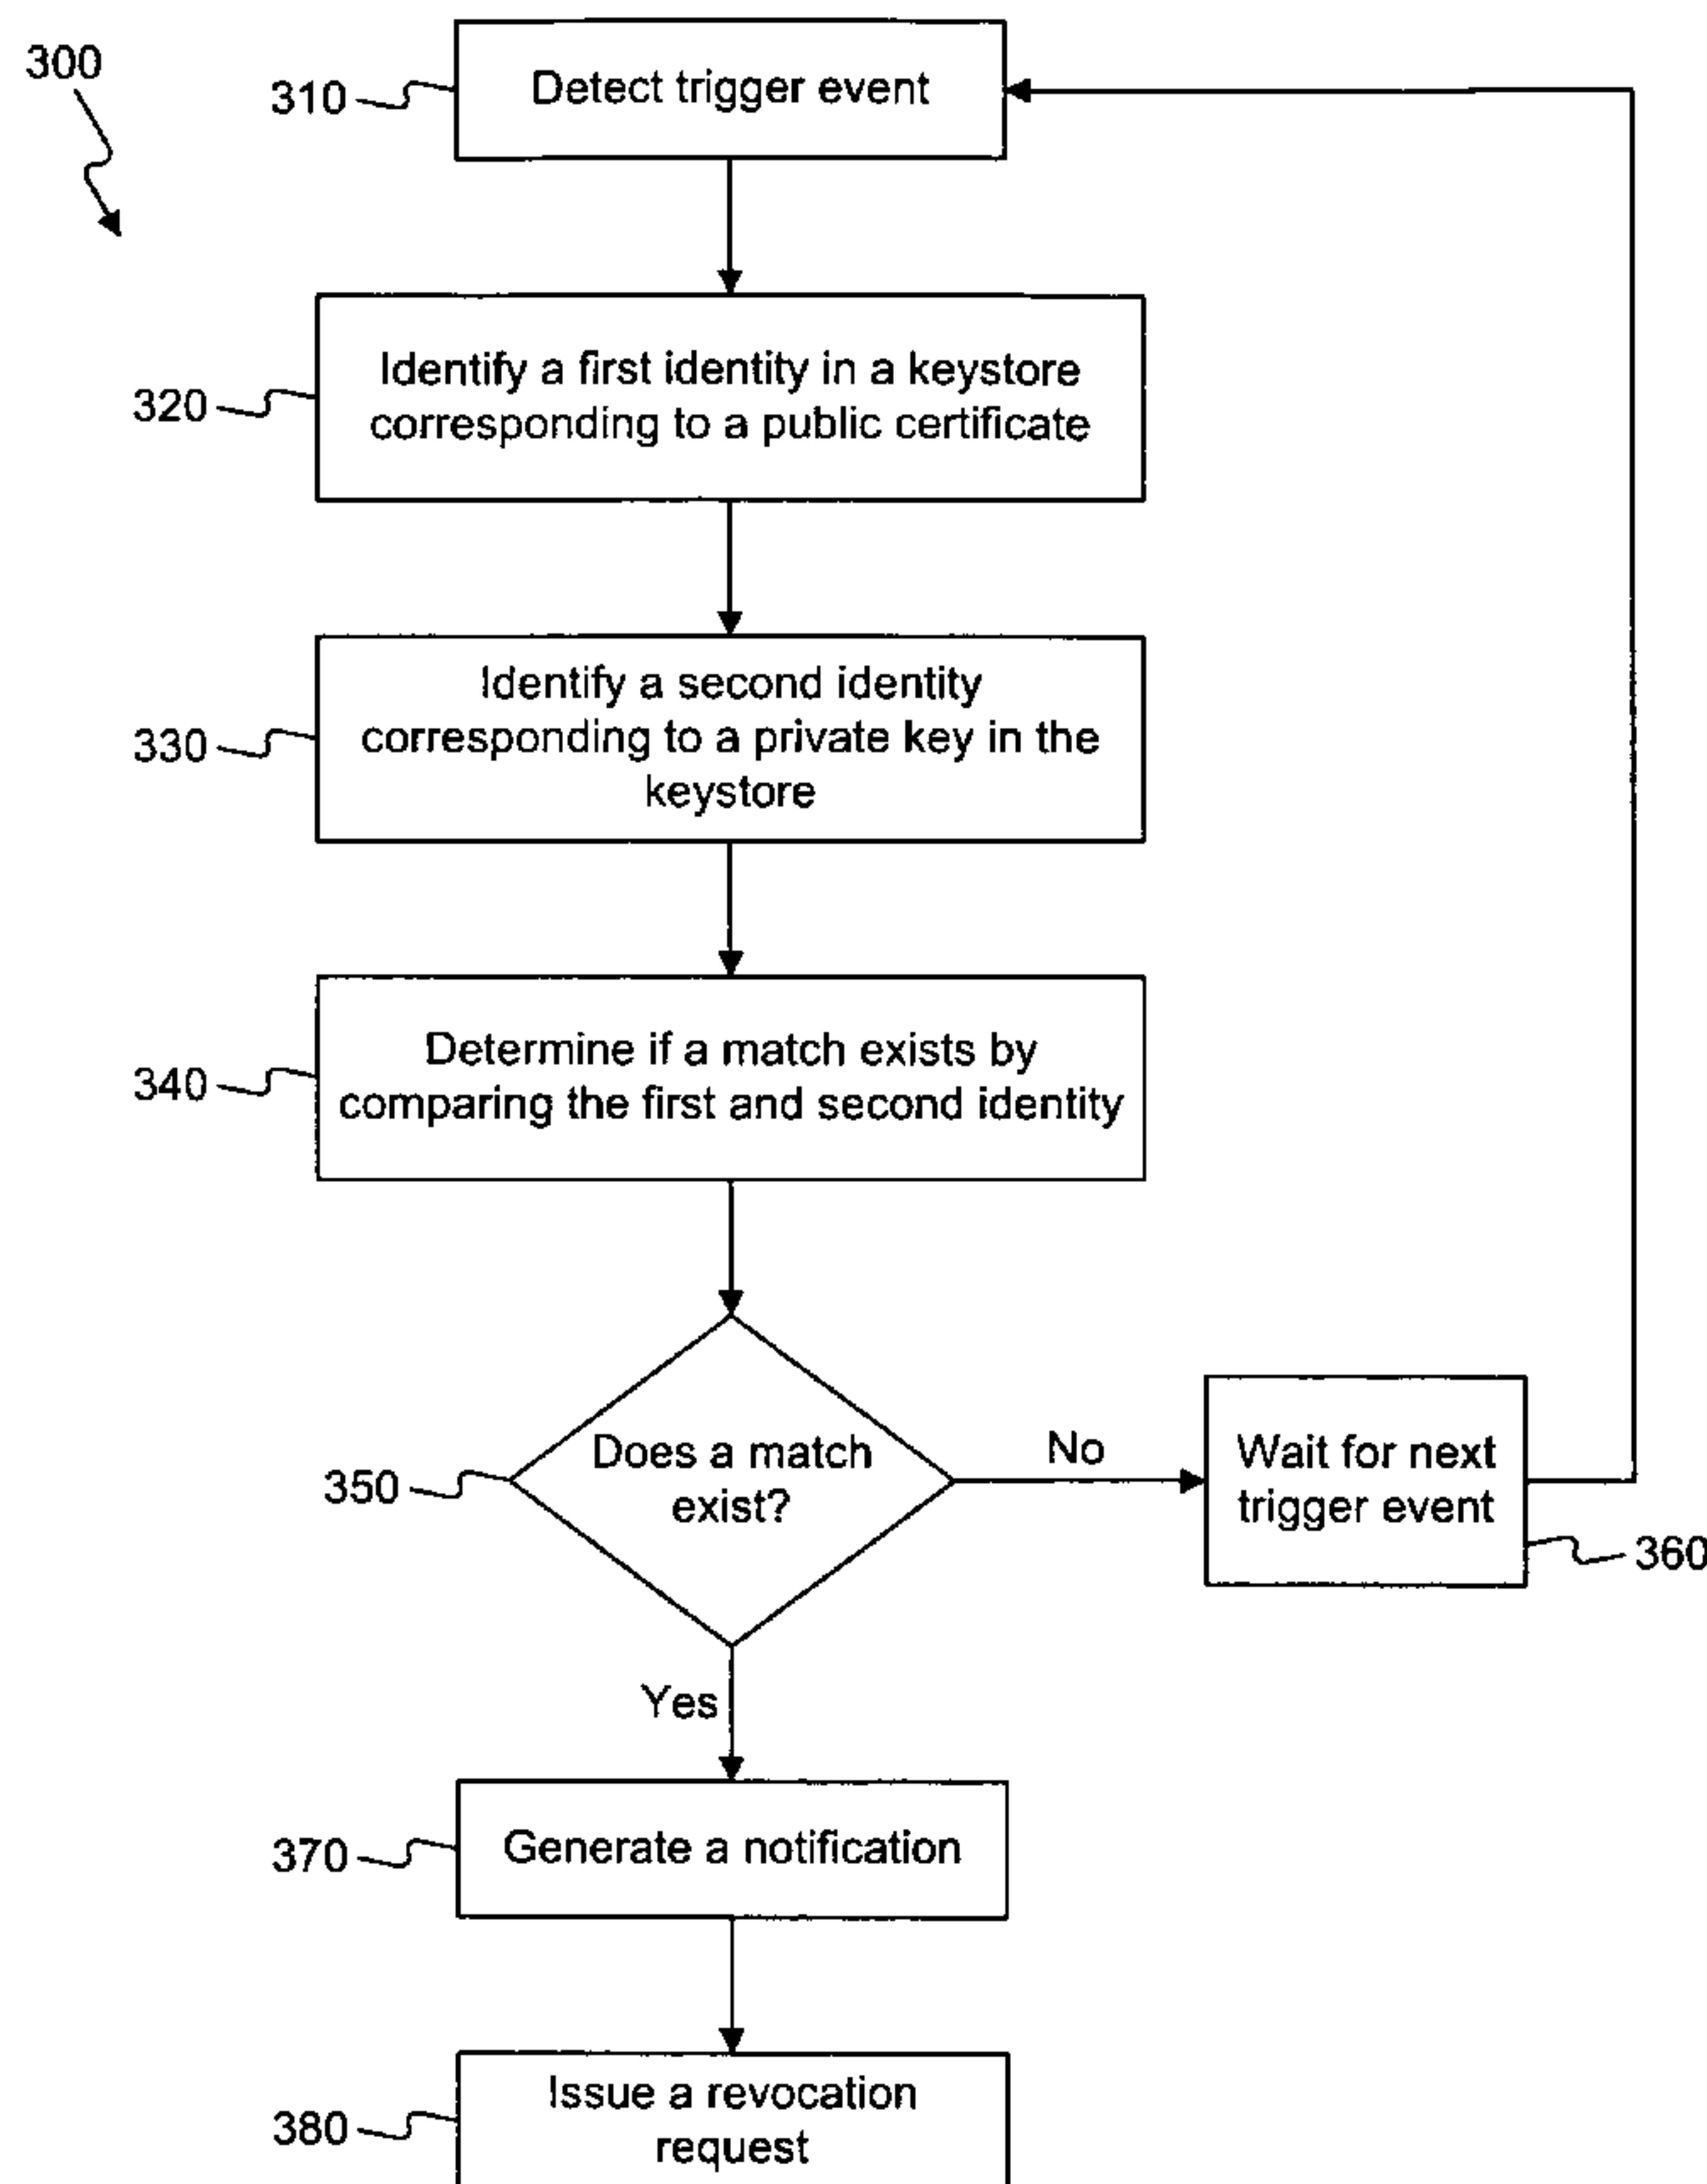 300
310
Detect trigger event
320
Identify a first identity in a keystore
corresponding to a public certificate
330
Identify a second identity
corresponding to a private key in the
keystore
340
Determine if a match exists by
comparing the first and second identity
350
Does a match
exist?
No
Wait for next
trigger event
360
Yes
370
Generate a notification
380
Issue a revocation
request